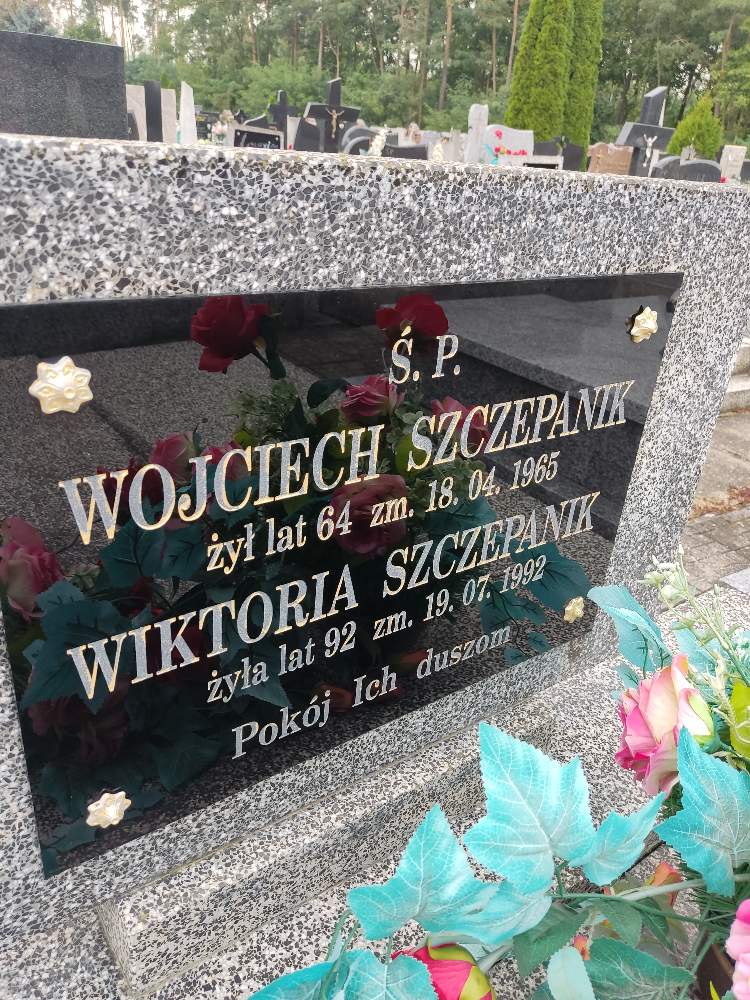 Ś. P.
WOJCIECH SZCZEPANIK
żył lat 64 zm. 18. 04. 1965
WIKTORIA SZCZEPANIK
żyła lat 92 zm. 19. 07. 1992
Pokój Ich duszom